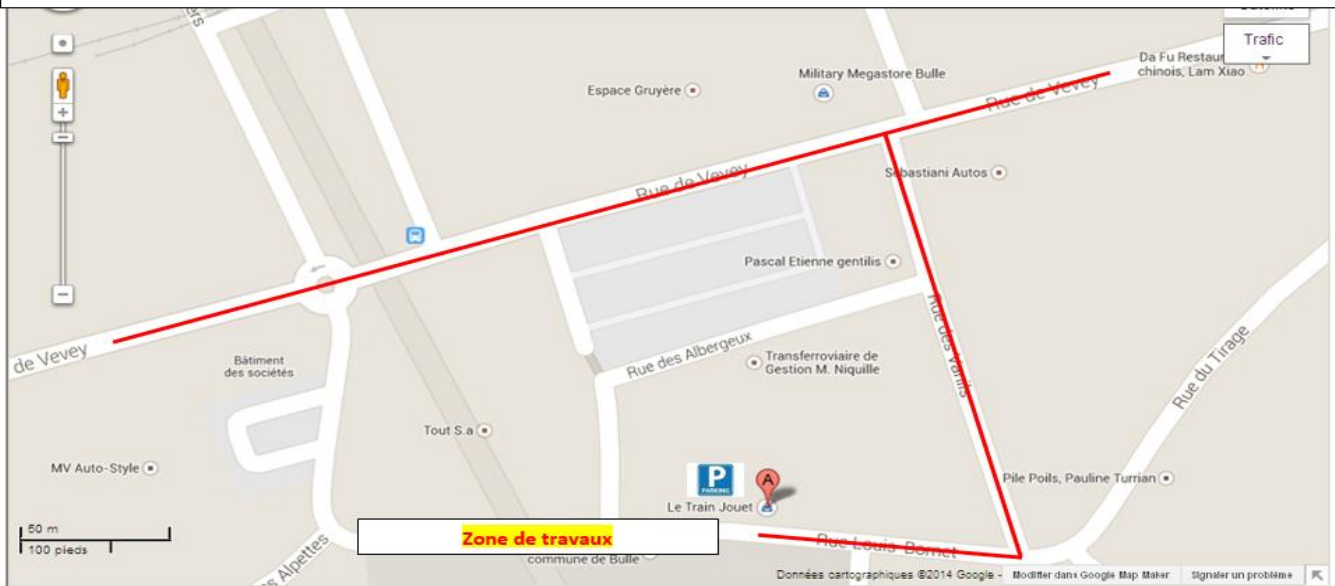 Trafic
Da Fu Restaur
chinois, Lam Xiao
Military Megastore Bulle
Espace Gruyère
Rue de Vevey
Rue de Vevey
Sebastiani Autos
Pascal Etienne gentilis
de Vevey
Bâtiment
des sociétés
Rue des Albergeux
Transferroviaire de
Gestion M. Niquille
Rue des Vanils
Rue du Tirage
Tout S.a
MV Auto-Style
P
PARKING
A
Pile Poils, Pauline Turrian
Le Train Jouet
50 m
100 pieds
Zone de travaux
Rue Louis-Bornet
commune de Bulle
Alpettes
Données cartographiques ©2014 Google -
Modifier dans Google Map Maker
Signaler un problème